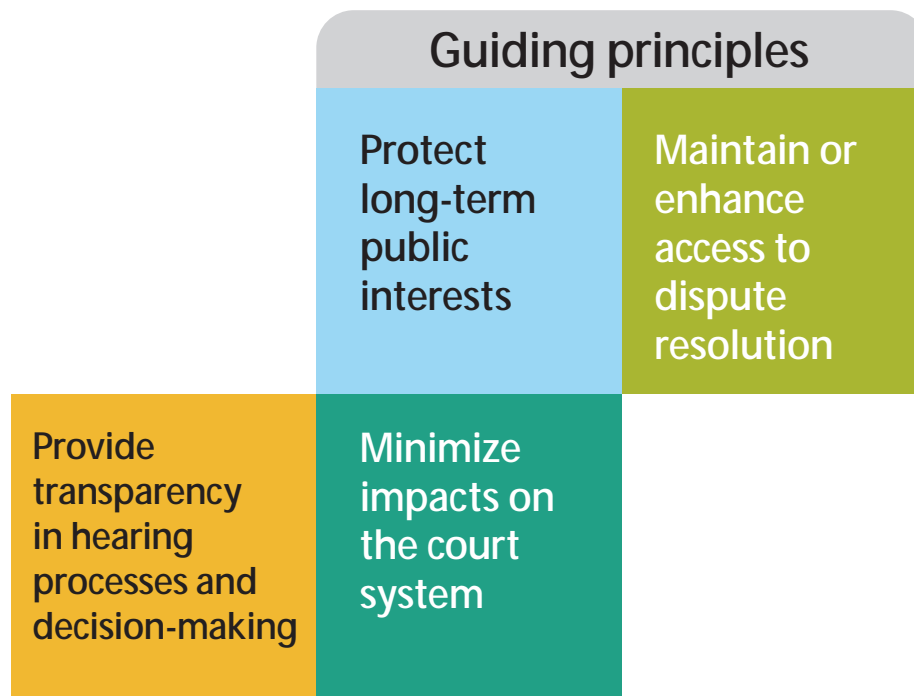 Guiding principles
Protect
long-term
public
interests
Maintain or
enhance
access to
dispute
resolution
Provide
transparency
in hearing
processes and
decision-making
Minimize
impacts on
the court
system